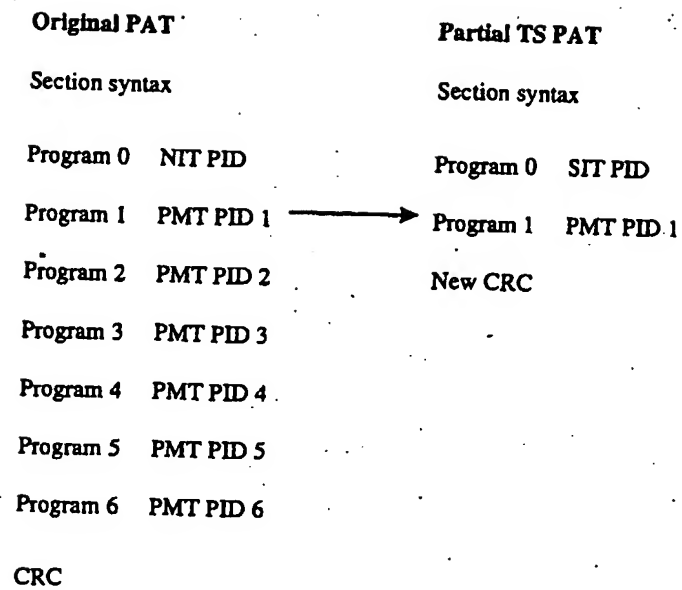 Original PAT
Section syntax
Program 0 NIT PID
Program 1 PMT PID 1
Program 2 PMT PID 2
Program 3 PMT PID 3
Program 4 PMT PID 4
Program 5 PMT PID 5
Program 6 PMT PID 6
CRC
Partial TS PAT
Section syntax
Program 0 SIT PID
Program 1 PMT PID 1
New CRC